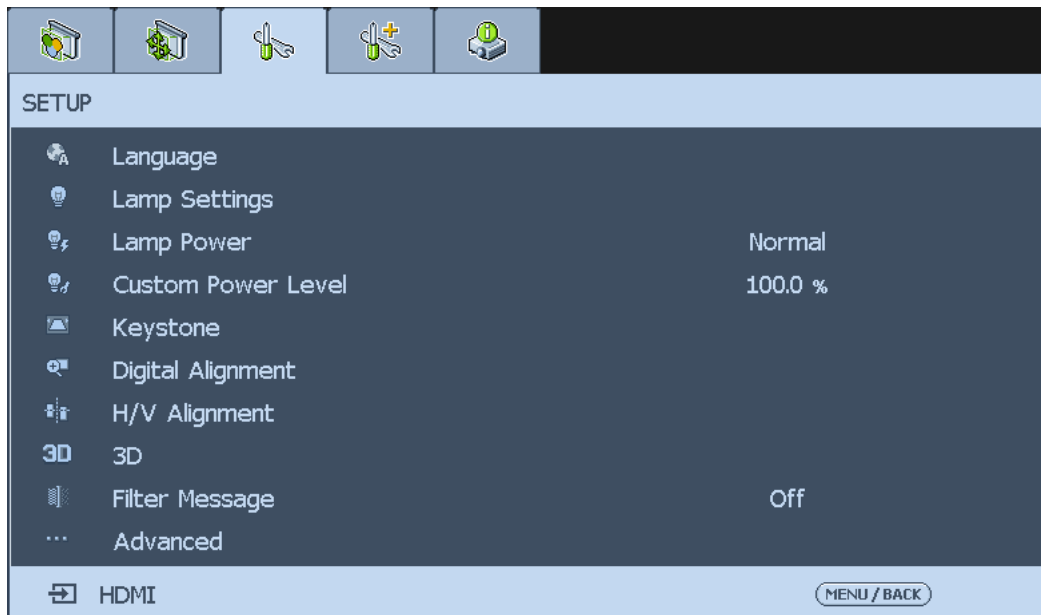 SETUP
Language
Lamp Settings
Lamp Power Normal
Custom Power Level 100.0 %
Keystone
Digital Alignment
H/V Alignment
3D 3D
Filter Message Off
Advanced
HDMI MENU / BACK